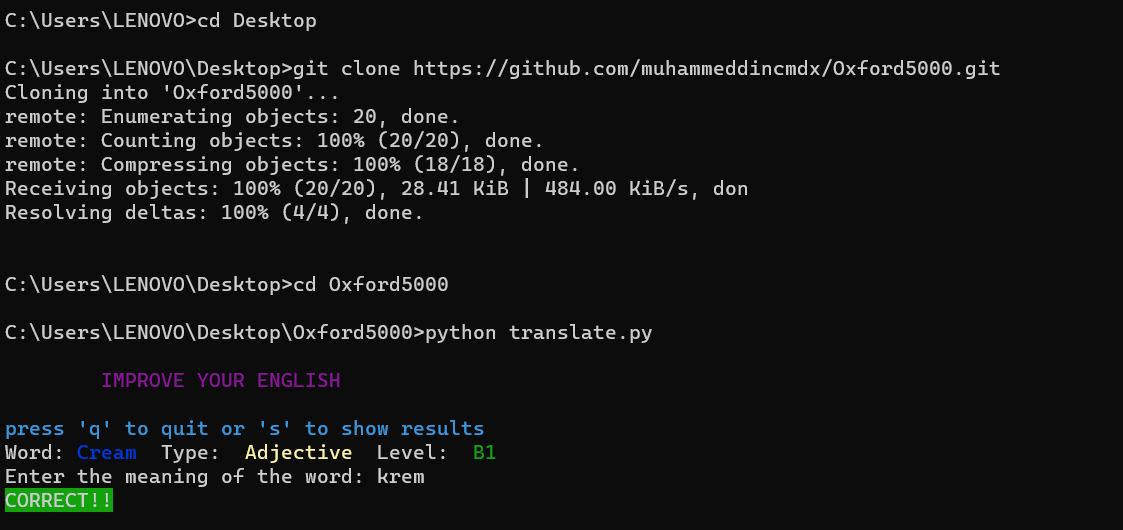 C:\Users\LENOVO>cd Desktop
C:\Users\LENOVO\Desktop>git clone https://github.com/muhammeddincmdx/Oxford5000.git
Cloning into 'Oxford5000'...
remote: Enumerating objects: 20, done.
remote: Counting objects: 100% (20/20), done.
remote: Compressing objects: 100% (18/18), done.
Receiving objects: 100% (20/20), 28.41 KiB | 484.00 KiB/s, don
Resolving deltas: 100% (4/4), done.
C:\Users\LENOVO\Desktop>cd Oxford5000
C:\Users\LENOVO\Desktop\Oxford5000>python translate.py
IMPROVE YOUR ENGLISH
press 'q' to quit or 's' to show results
Word: Cream  Type:  Adjective  Level:  B1
Enter the meaning of the word: krem
CORRECT!!